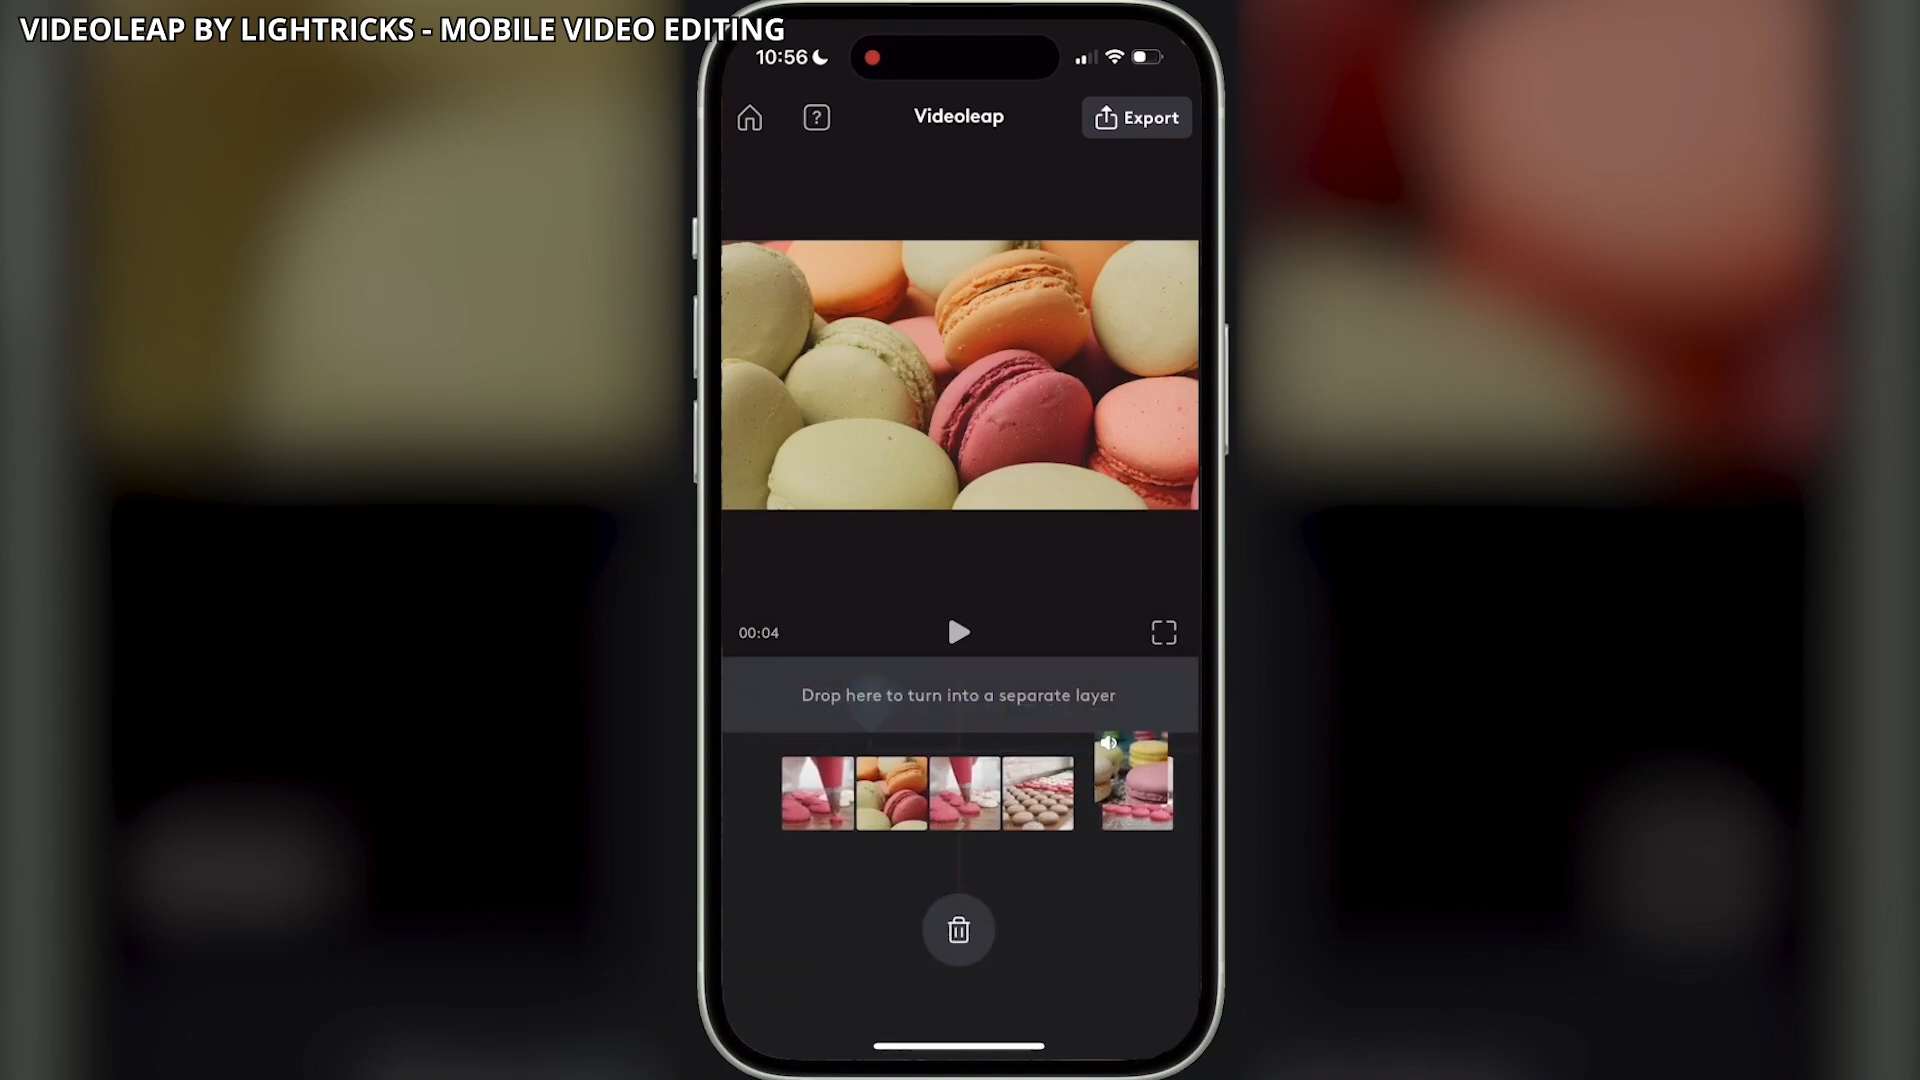 VIDEOLEAP BY LIGHTRICKS - MOBILE VIDEO EDITING
10:56
?
Videoleap
Export
00:04
Drop here to turn into a separate layer